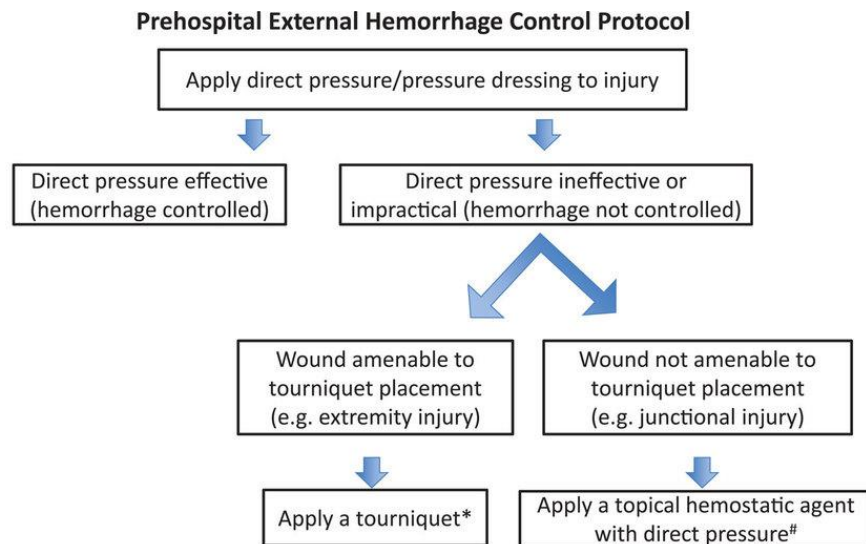 Prehospital External Hemorrhage Control Protocol
Apply direct pressure/pressure dressing to injury
Direct pressure effective
(hemorrhage controlled)
Direct pressure ineffective or
impractical (hemorrhage not controlled)
Wound amenable to
tourniquet placement
(e.g. extremity injury)
Wound not amenable to
tourniquet placement
(e.g. junctional injury)
Apply a tourniquet*
Apply a topical hemostatic agent
with direct pressure#